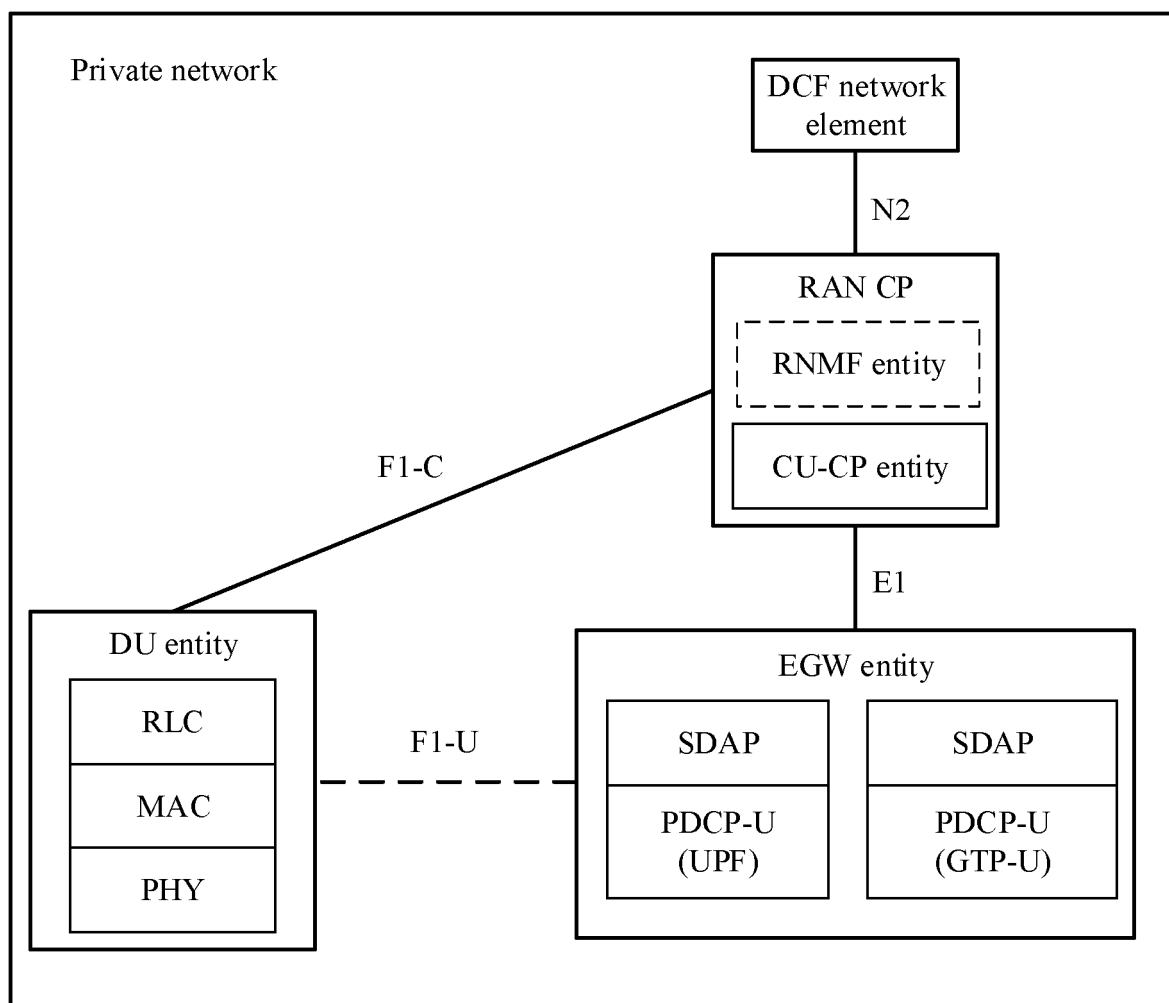 Private network
DCF network
element
N2
RAN CP
RNMF entity
CU-CP entity
F1-C
E1
DU entity
RLC
MAC
PHY
F1-U
EGW entity
SDAP
PDCP-U
(UPF)
SDAP
PDCP-U
(GTP-U)